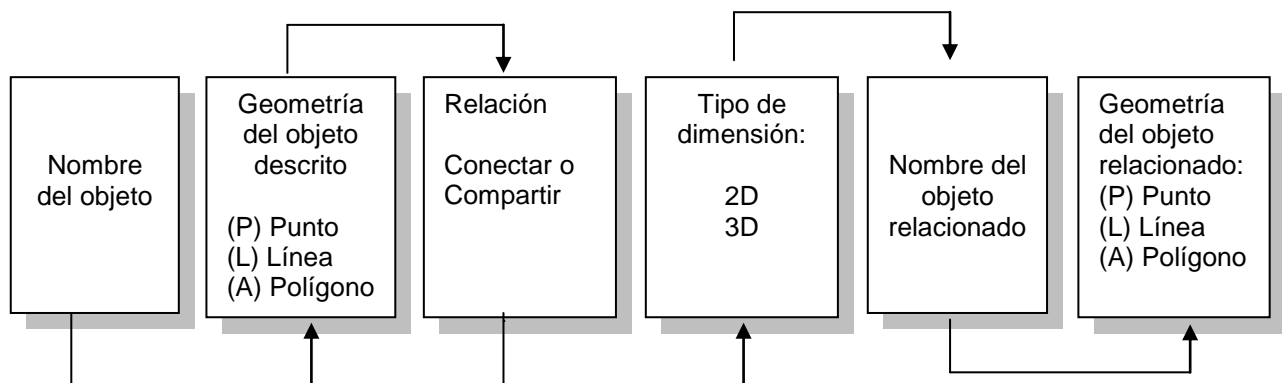 Nombre
del objeto
Geometría
del objeto
descrito
(P) Punto
(L) Línea
(A) Polígono
Relación
Conectar o
Compartir
Tipo de
dimensión:
2D
3D
Nombre del
objeto
relacionado
Geometría
del objeto
relacionado:
(P) Punto
(L) Línea
(A) Polígono